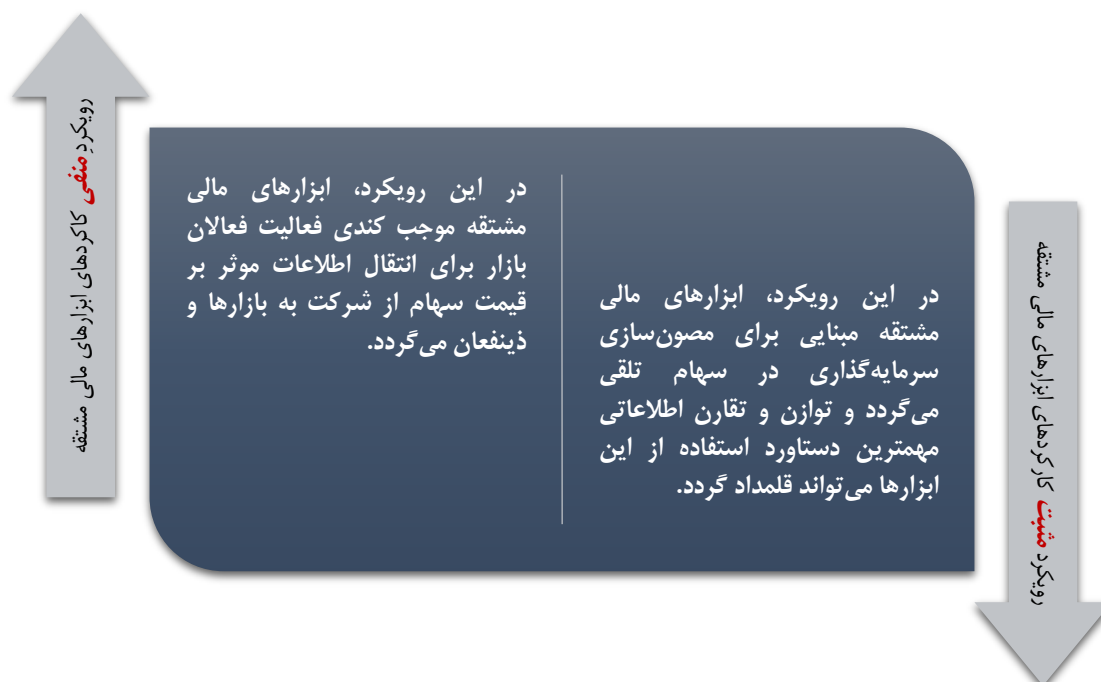 رویکرد مثبت کارکردهای ابزارهای مالی مشتقه
در این رویکرد، ابزارهای مالی
مشتقه مبنایی برای مصون‌سازی
سرمایه‌گذاری در سهام تلقی
می‌گردد و توازن و تقارن اطلاعاتی
مهمترین دستاورد استفاده از این
ابزارها می‌تواند قلمداد گردد.
در این رویکرد، ابزارهای مالی
مشتقه موجب کندی فعالیت فعالان
بازار برای انتقال اطلاعات موثر بر
قیمت سهام از شرکت به بازارها و
ذینفعان می‌گردد.
رویکردِ منفی کاکردهای ابزارهای مالی مشتقه